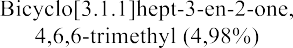 Bicyclo[3.1.1]hept-3-en-2-one,
4,6,6-trimethyl (4,98%)